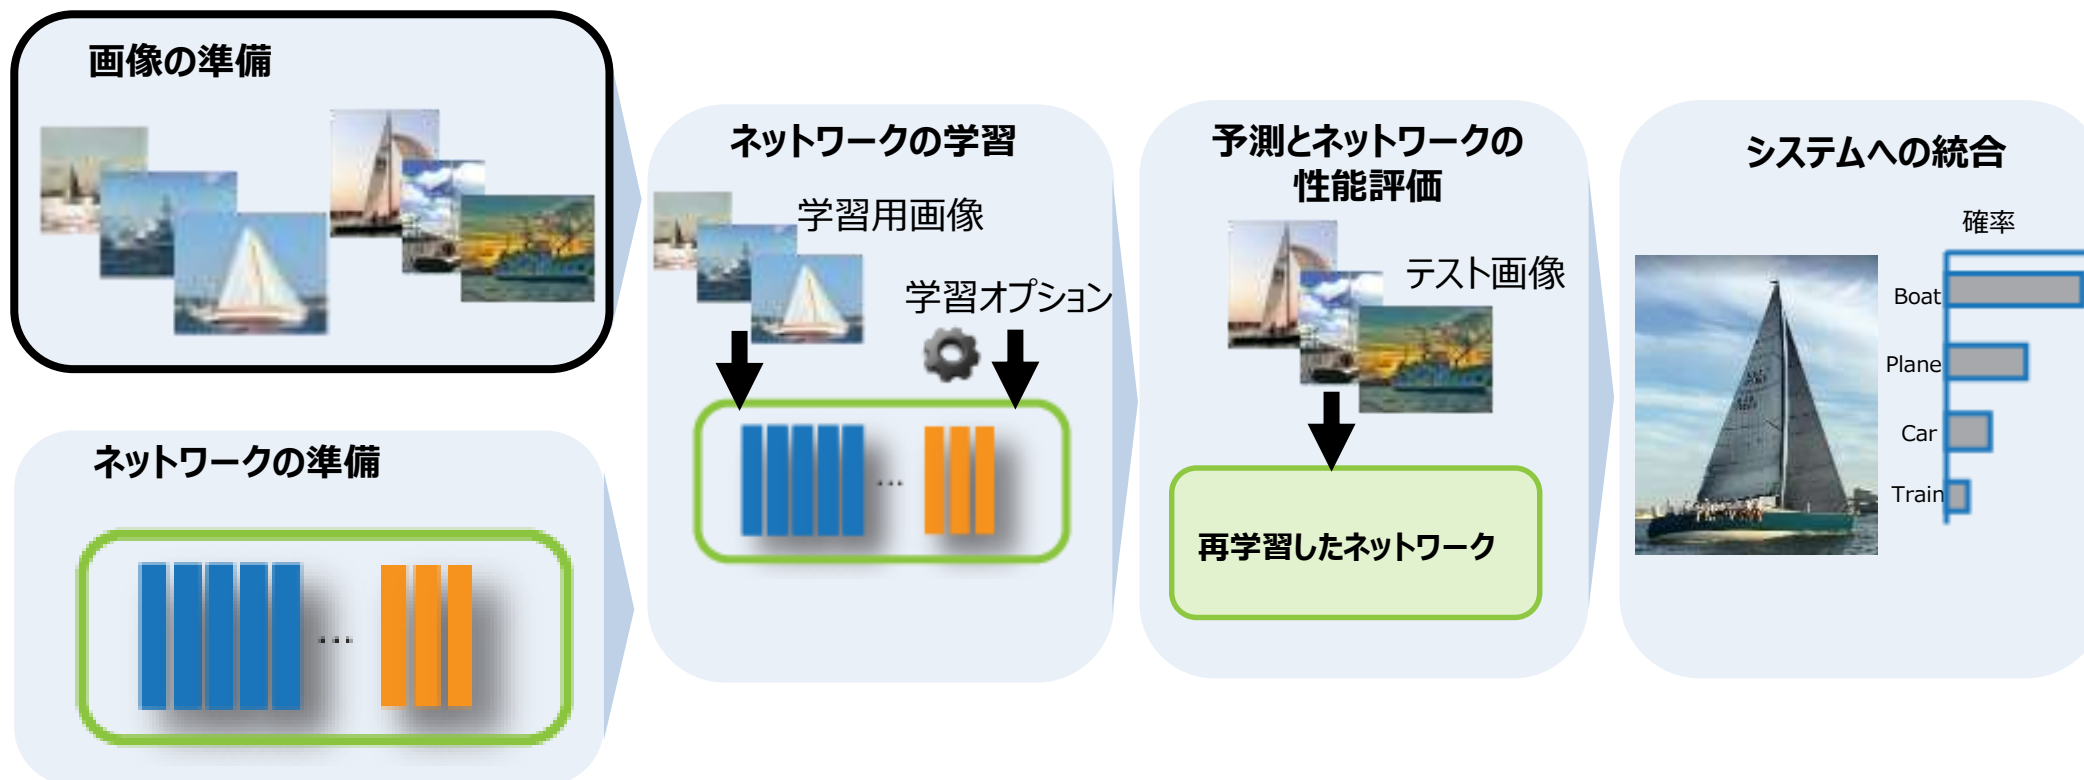 画像の準備
ネットワークの準備
ネットワークの学習
学習用画像
学習オプション
...
...
予測とネットワークの
性能評価
テスト画像
再学習したネットワーク
システムへの統合
確率
Boat
Plane
Car
Train